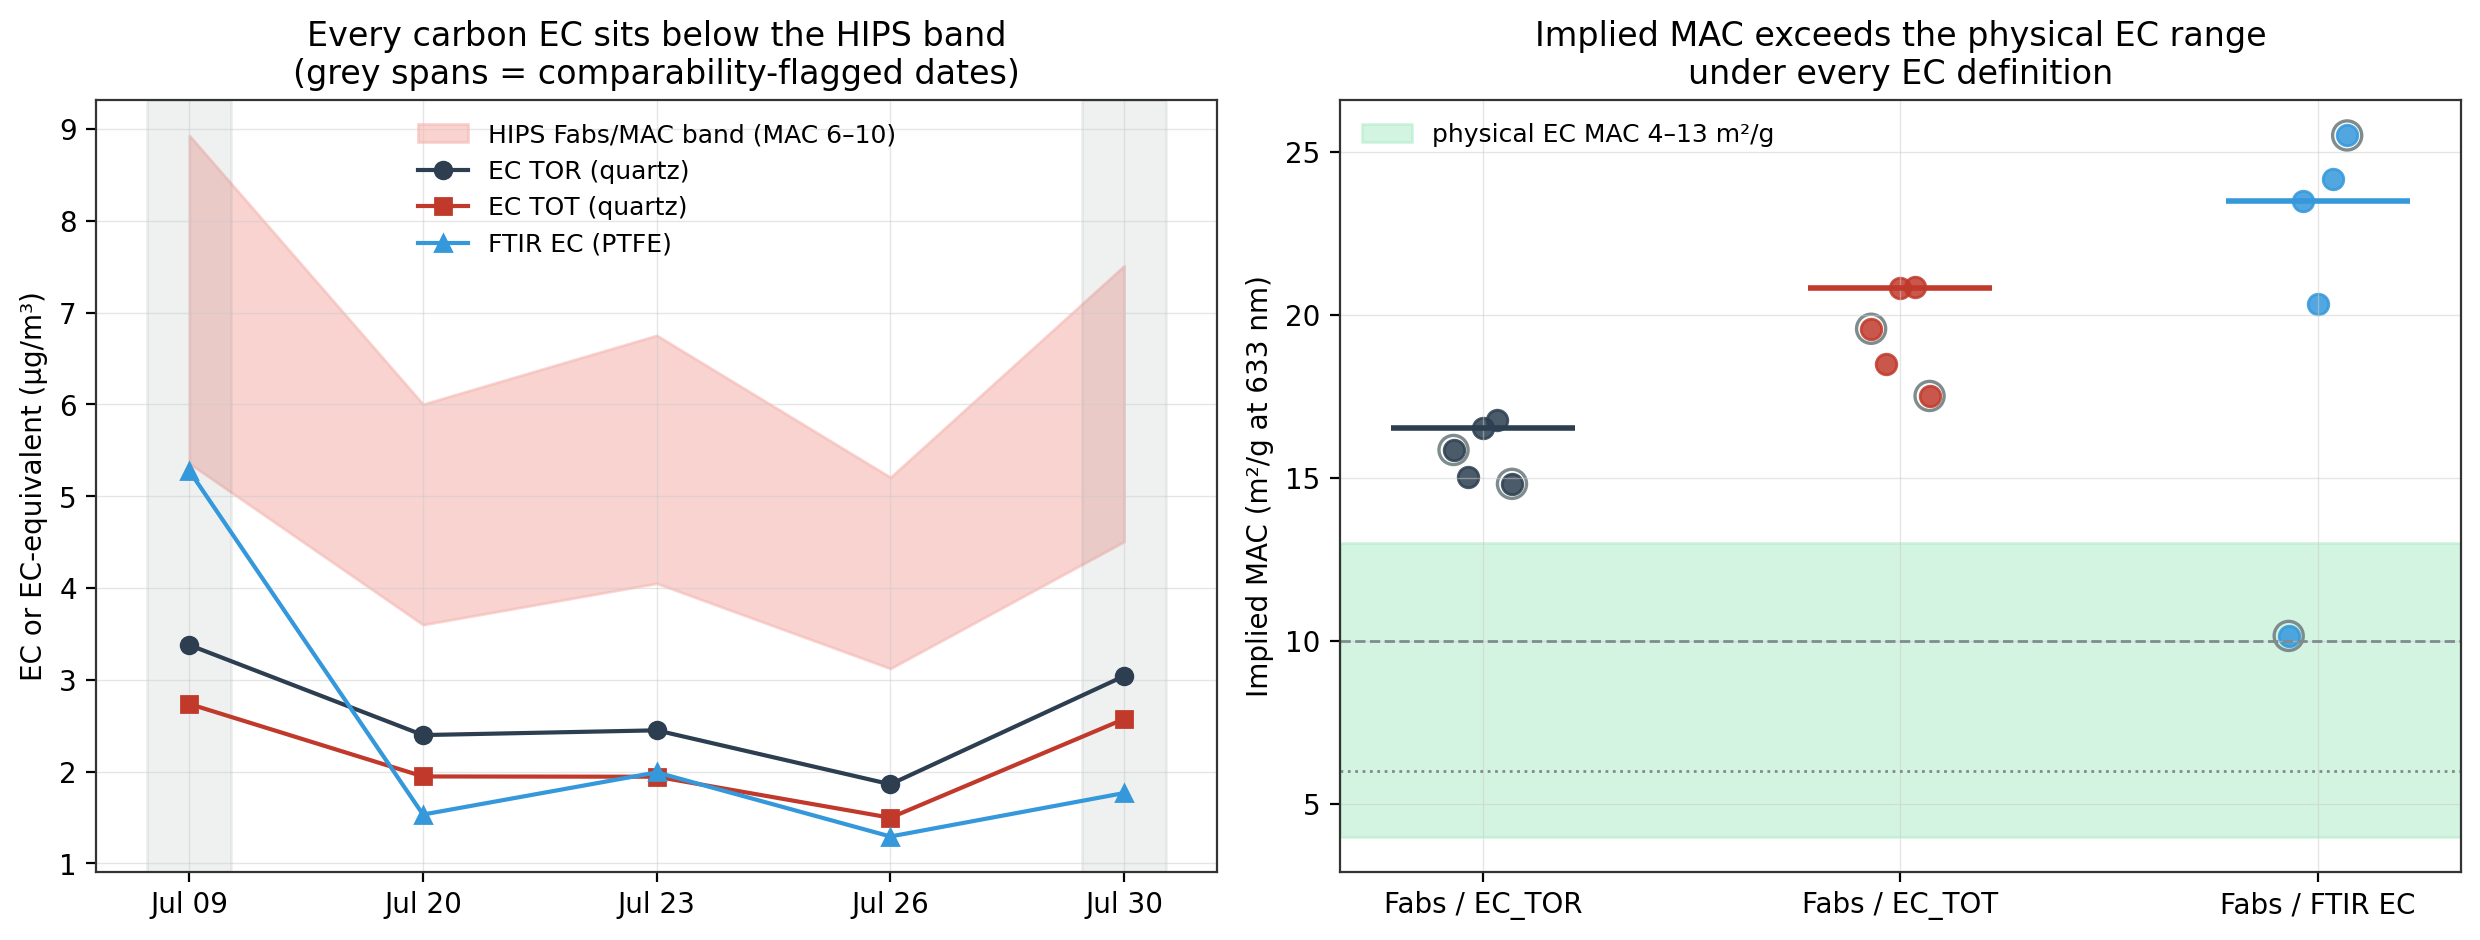 Every carbon EC sits below the HIPS band
(grey spans = comparability-flagged dates)
EC or EC-equivalent (µg/m³)
9
8
7
6
5
4
3
2
1
HIPS Fabs/MAC band (MAC 6–10)
EC TOR (quartz)
EC TOT (quartz)
FTIR EC (PTFE)
Jul 09
Jul 20
Jul 23
Jul 26
Jul 30
Implied MAC exceeds the physical EC range
under every EC definition
Implied MAC (m²/g at 633 nm)
25
20
15
10
5
physical EC MAC 4–13 m²/g
Fabs / EC_TOR
Fabs / EC_TOT
Fabs / FTIR EC